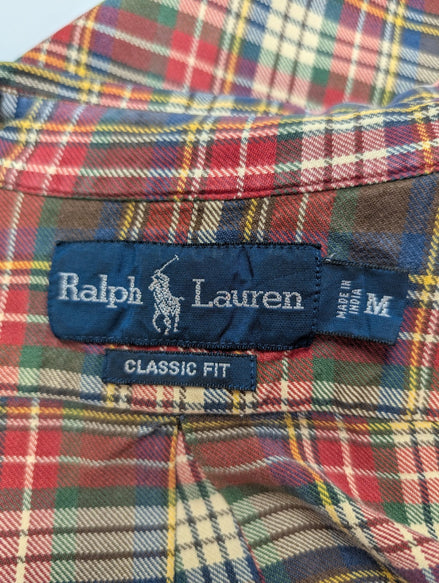 Ralph Lauren
MADE IN
INDIA
M
CLASSIC FIT